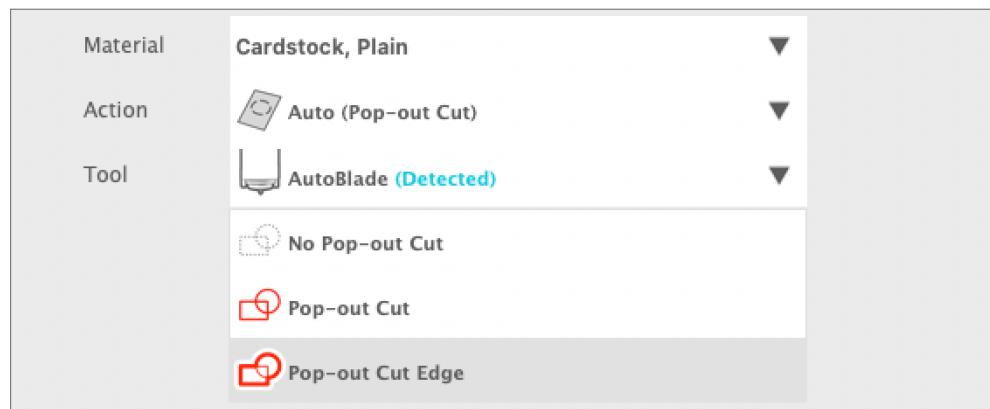 Material Cardstock, Plain
Action Auto (Pop-out Cut)
Tool AutoBlade (Detected)
No Pop-out Cut
Pop-out Cut
Pop-out Cut Edge